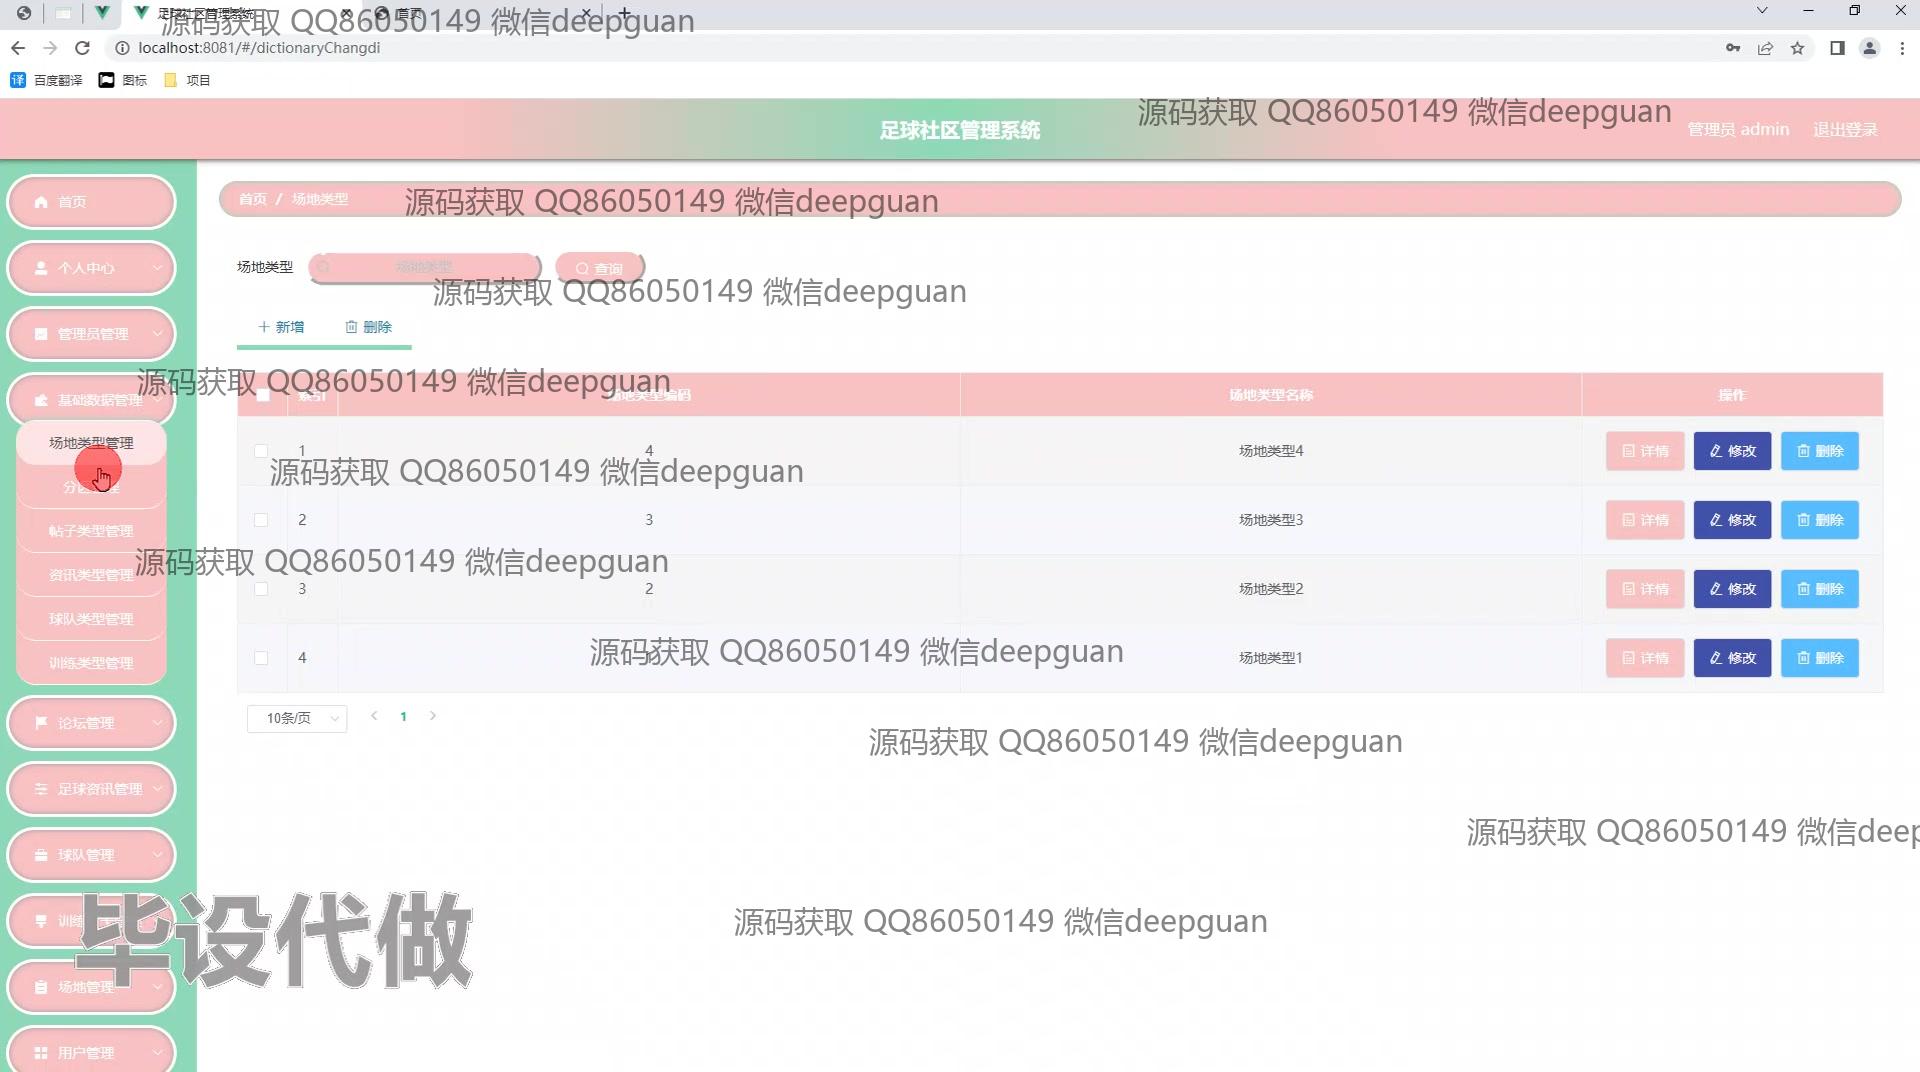 足球社区管理系统
首页
源码获取 QQ86050149 微信deepguan
localhost:8081/#/dictionaryChangdi
译 百度翻译 图标 项目
足球社区管理系统
源码获取 QQ86050149 微信deepguan
管理员 admin 退出登录
首页
首页 / 场地类型
源码获取 QQ86050149 微信deepguan
个人中心
场地类型 场地类型 查询
源码获取 QQ86050149 微信deepguan
管理员管理
新增 删除
源码获取 QQ86050149 微信deepguan
基础数据管理
索引 场地类型编码 场地类型名称 操作
场地类型管理
1 4 场地类型4 详情 修改 删除
源码获取 QQ86050149 微信deepguan
帖子类型管理
2 3 场地类型3 详情 修改 删除
源码获取 QQ86050149 微信deepguan
资讯类型管理
3 2 场地类型2 详情 修改 删除
球队类型管理
源码获取 QQ86050149 微信deepguan
训练类型管理
4 场地类型1 详情 修改 删除
10条/页 1
论坛管理
源码获取 QQ86050149 微信deepguan
足球资讯管理
源码获取 QQ86050149 微信deep
球队管理
源码获取 QQ86050149 微信deepguan
训练
毕设代做
场地管理
用户管理